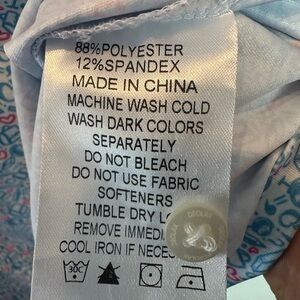 88%POLYESTER
12%SPANDEX
MADE IN CHINA
MACHINE WASH COLD
WASH DARK COLORS
SEPARATELY
DO NOT BLEACH
DO NOT USE FABRIC
SOFTENERS
TUMBLE DRY
REMOVE
COOL IRON IF
30C